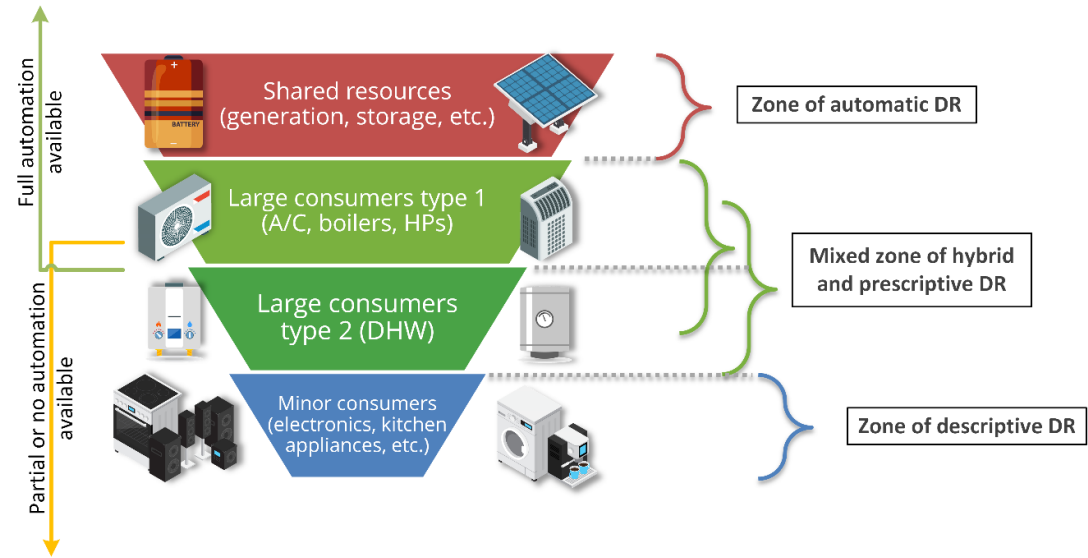 Full automation
available
Partial or no automation
available
+
BATTERY
–
Shared resources
(generation, storage, etc.)
Large consumers type 1
(A/C, boilers, HPs)
Large consumers
type 2 (DHW)
Minor consumers
(electronics, kitchen
appliances, etc.)
Zone of automatic DR
Mixed zone of hybrid
and prescriptive DR
Zone of descriptive DR